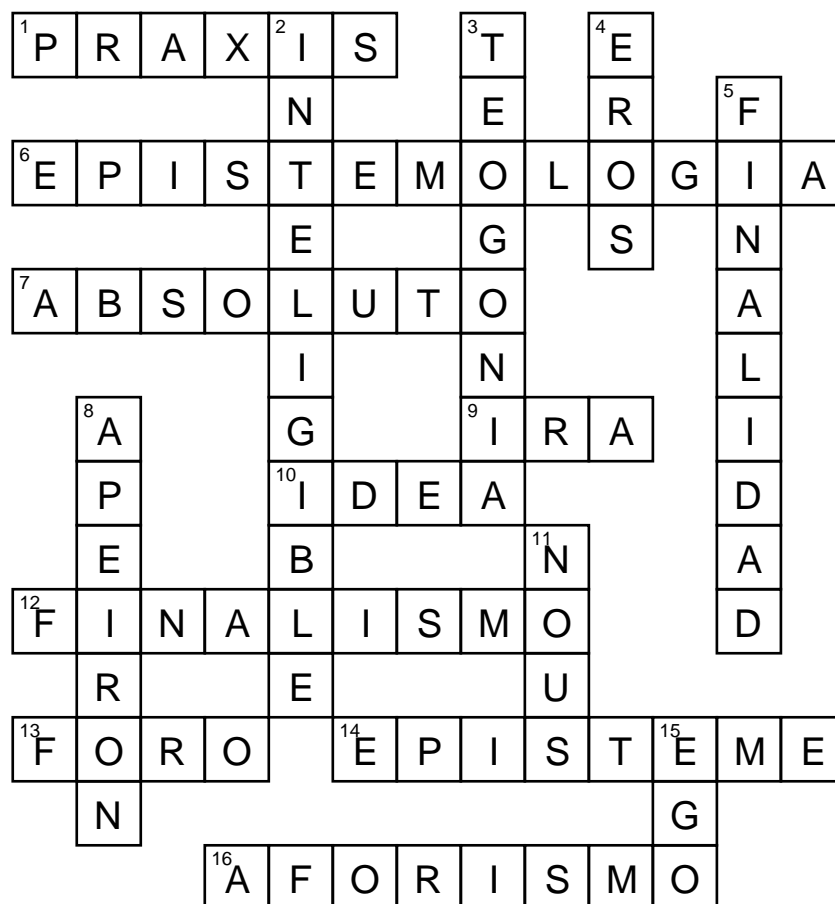 1 P R A X 2 I S 3 T 4 E
N E R 5 F
6 E P I S T E M O L O G I A
E G S N
7 A B S O L U T O A
I N L
8 A G 9 I R A I
P 10 I D E A D
E B 11 N A
12 F I N A L I S M O D
R E U
13 F O R O 14 E P I S T 15 E M E
N G
16 A F O R I S M O